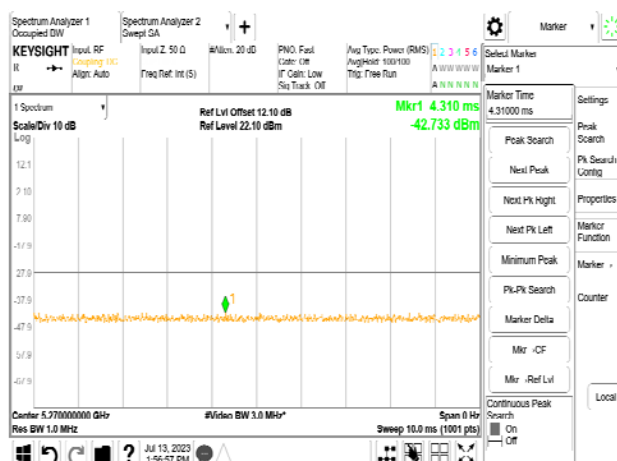 Spectrum Analyzer 1
Occupied BW
Spectrum Analyzer 2
Swept SA
+
Marker
KEYSIGHT
Input RF
Coupling: DC
Align: Auto
Input Z: 50 Ω
Freq Ref: Int (S)
#Atten: 20 dB
PNO: Fast
Gate: Off
IF Gain: Low
Sig Track: Off
Avg Type: Power (RMS)
Avg|Hold: 100/100
Trig: Free Run
1 2 3 4 5 6
A W W W W W
A N N N N N
Select Marker
Marker 1
1 Spectrum
Scale/Div 10 dB
Log
Ref Lvl Offset 12.10 dB
Ref Level 22.10 dBm
Mkr1 4.310 ms
-42.733 dBm
12.1
2.10
7.90
-17.9
27.9
-37.9
-47.9
57.9
-67.9
1
Center 5.270000000 GHz
Res BW 1.0 MHz
#Video BW 3.0 MHz*
Span 0 Hz
Sweep 10.0 ms (1001 pts)
Marker Time
4.31000 ms
Peak Search
Next Peak
Next Pk Right
Next Pk Left
Minimum Peak
Pk-Pk Search
Marker Delta
Mkr→CF
Mkr→Ref Lvl
Continuous Peak
Search
On
Off
Settings
Peak
Search
Pk Search
Config
Properties
Marker
Function
Marker→
Counter
Local
?
Jul 13, 2023
1:56:57 PM